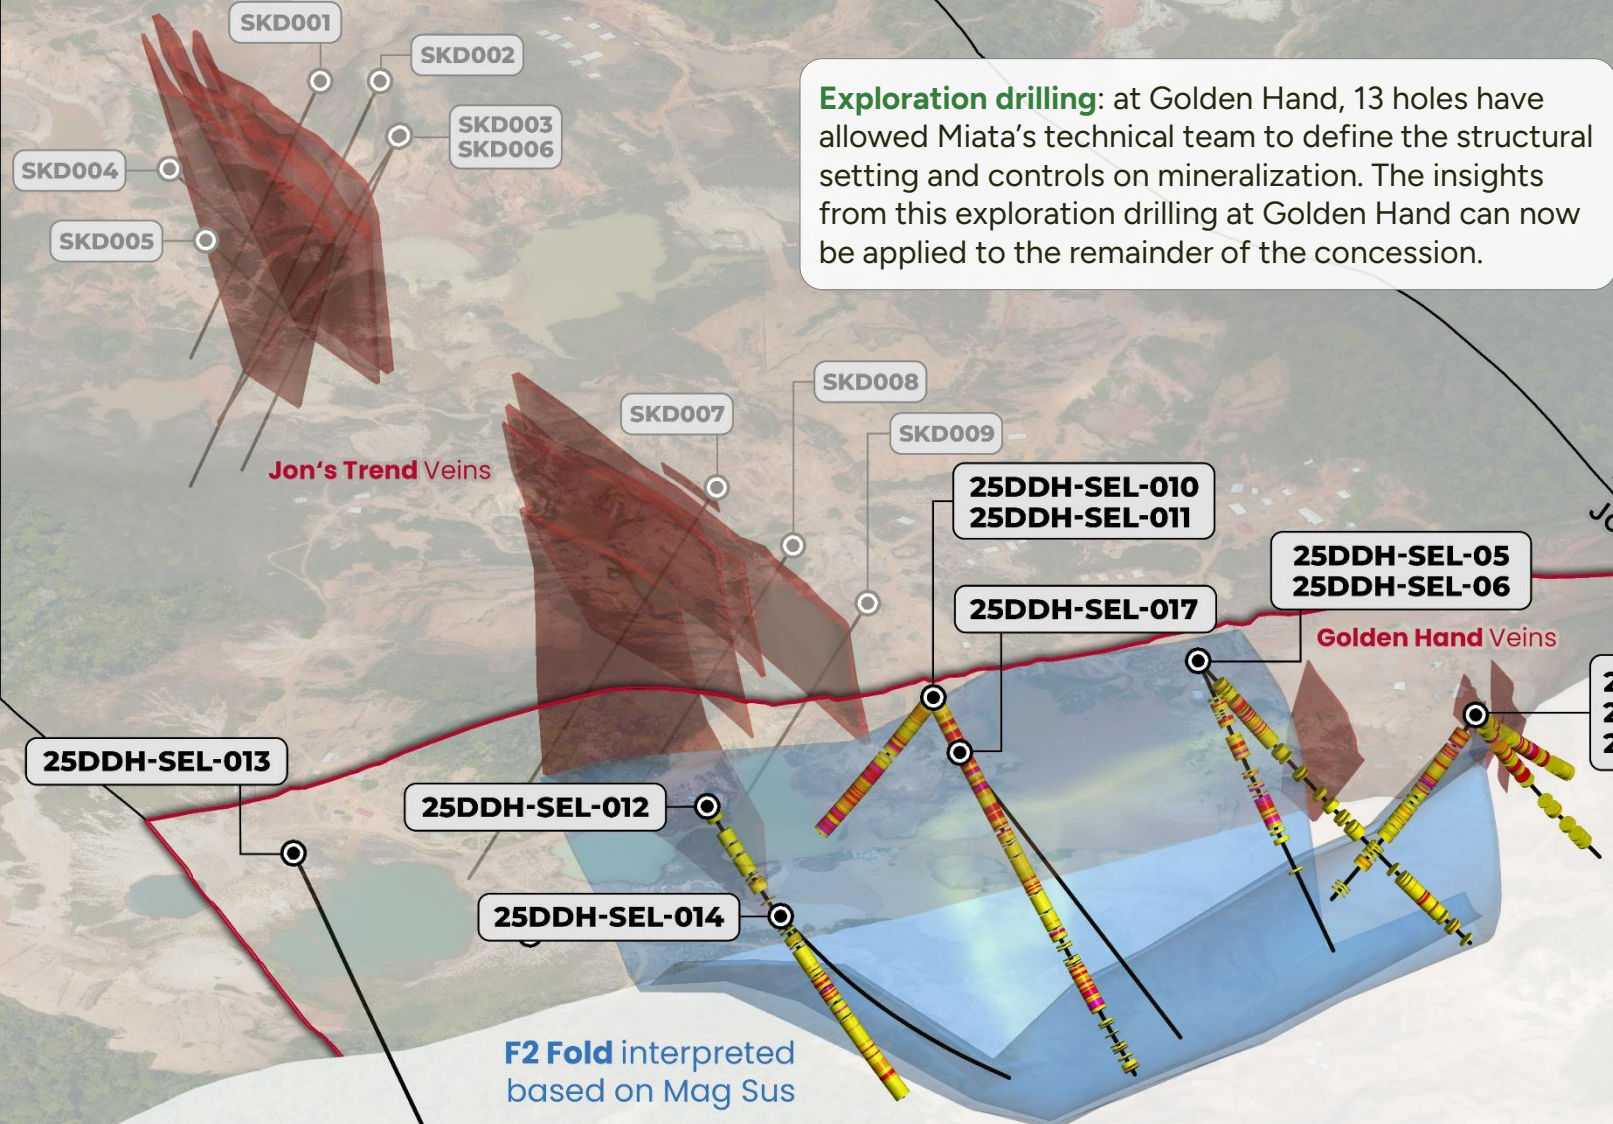 SKD001
SKD002
SKD003
SKD006
SKD004
SKD005
Exploration drilling: at Golden Hand, 13 holes have
allowed Miata's technical team to define the structural
setting and controls on mineralization. The insights
from this exploration drilling at Golden Hand can now
be applied to the remainder of the concession.
SKD008
SKD007
SKD009
Jon‘s Trend Veins
25DDH-SEL-010
25DDH-SEL-011
25DDH-SEL-05
25DDH-SEL-06
25DDH-SEL-017
Golden Hand Veins
2
2
2
25DDH-SEL-013
25DDH-SEL-012
25DDH-SEL-014
F2 Fold interpreted
based on Mag Sus